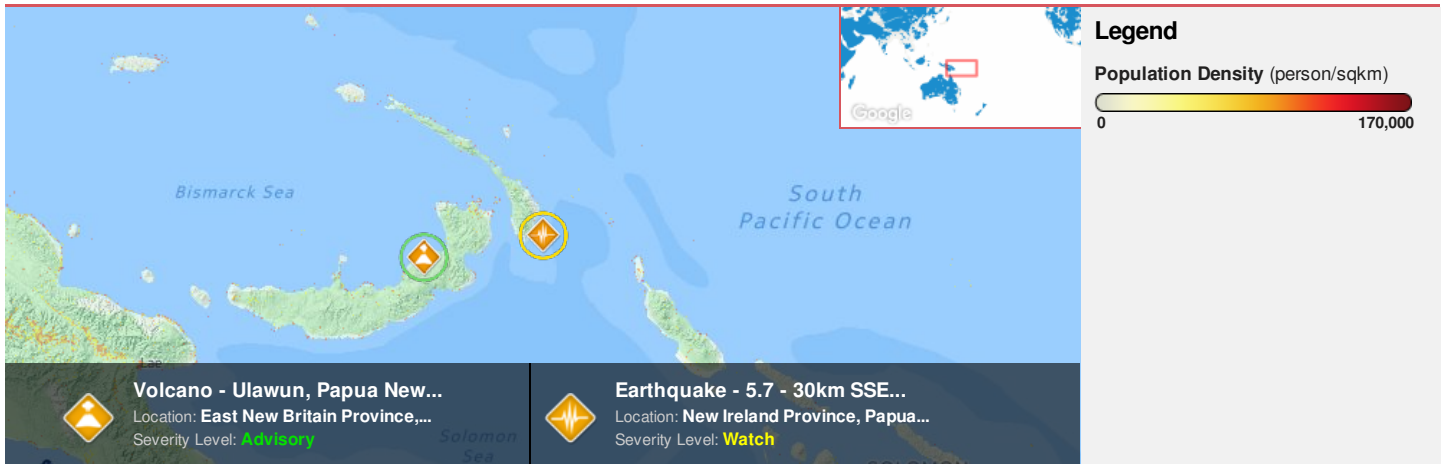 Legend
Population Density (person/sqkm)
0 170,000
Google
Bismarck Sea
South
Pacific Ocean
Lae
Volcano - Ulawun, Papua New...
Location: East New Britain Province,...
Severity Level: Advisory
Earthquake - 5.7 - 30km SSE...
Location: New Ireland Province, Papua...
Severity Level: Watch
Solomon
Sea
SOLOMON